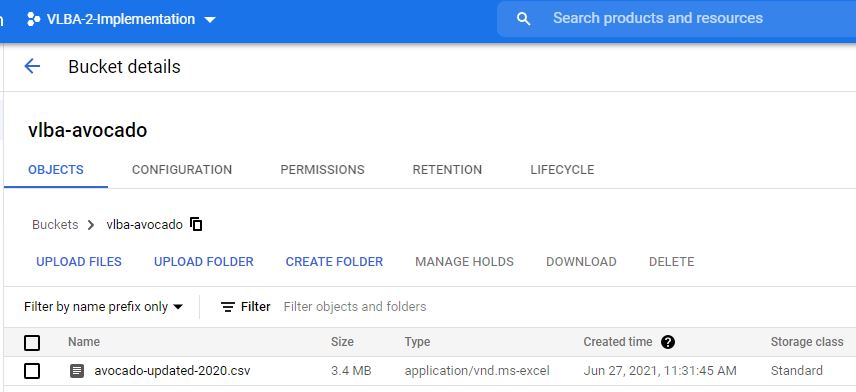 VLBA-2-Implementation Search products and resources
Bucket details
vlba-avocado
OBJECTS CONFIGURATION PERMISSIONS RETENTION LIFECYCLE
Buckets > vlba-avocado
UPLOAD FILES UPLOAD FOLDER CREATE FOLDER MANAGE HOLDS DOWNLOAD DELETE
Filter by name prefix only Filter Filter objects and folders
Name Size Type Created time ? Storage class
avocado-updated-2020.csv 3.4 MB application/vnd.ms-excel Jun 27, 2021, 11:31:45 AM Standard